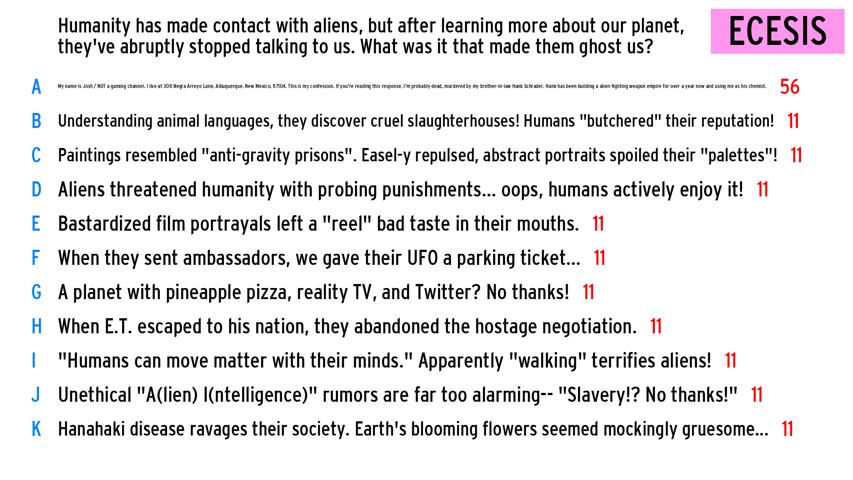 Humanity has made contact with aliens, but after learning more about our planet,
they've abruptly stopped talking to us. What was it that made them ghost us?
ECESIS
A My name is Josh / NOT a gaming channel. I live at 308 Negra Arroyo Lane, Albuquerque, New Mexico, 87104. This is my confession. If you're reading this response, I'm probably dead, murdered by my brother-in-law Hank Schrader. Hank has been building a alien-fighting weapon empire for over a year now and using me as his chemist. 56
B Understanding animal languages, they discover cruel slaughterhouses! Humans "butchered" their reputation! 11
C Paintings resembled "anti-gravity prisons". Easel-y repulsed, abstract portraits spoiled their "palettes"! 11
D Aliens threatened humanity with probing punishments... oops, humans actively enjoy it! 11
E Bastardized film portrayals left a "reel" bad taste in their mouths. 11
F When they sent ambassadors, we gave their UFO a parking ticket... 11
G A planet with pineapple pizza, reality TV, and Twitter? No thanks! 11
H When E.T. escaped to his nation, they abandoned the hostage negotiation. 11
I "Humans can move matter with their minds." Apparently "walking" terrifies aliens! 11
J Unethical "A(lien) I(ntelligence)" rumors are far too alarming-- "Slavery!? No thanks!" 11
K Hanahaki disease ravages their society. Earth's blooming flowers seemed mockingly gruesome... 11